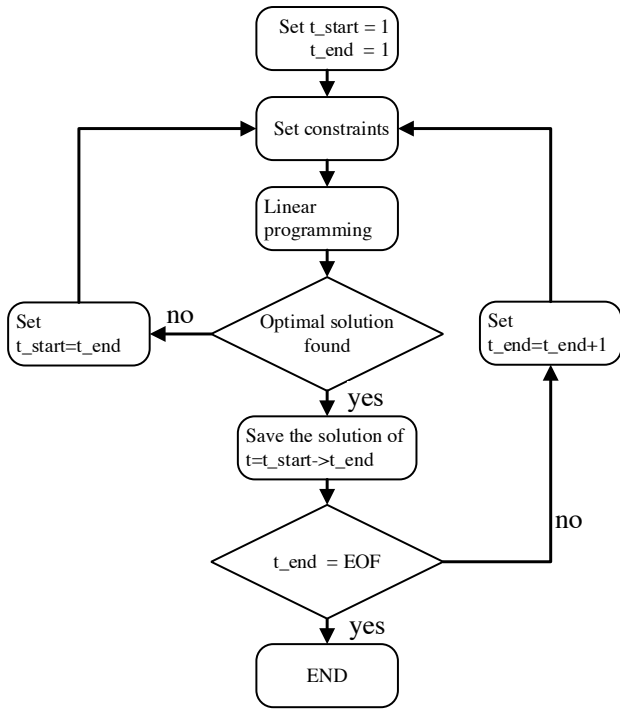 Set t_start = 1
t_end = 1
Set constraints
Linear
programming
Optimal solution
found
no
Set
t_start=t_end
Set
t_end=t_end+1
yes
Save the solution of
t=t_start->t_end
t_end = EOF
no
yes
END